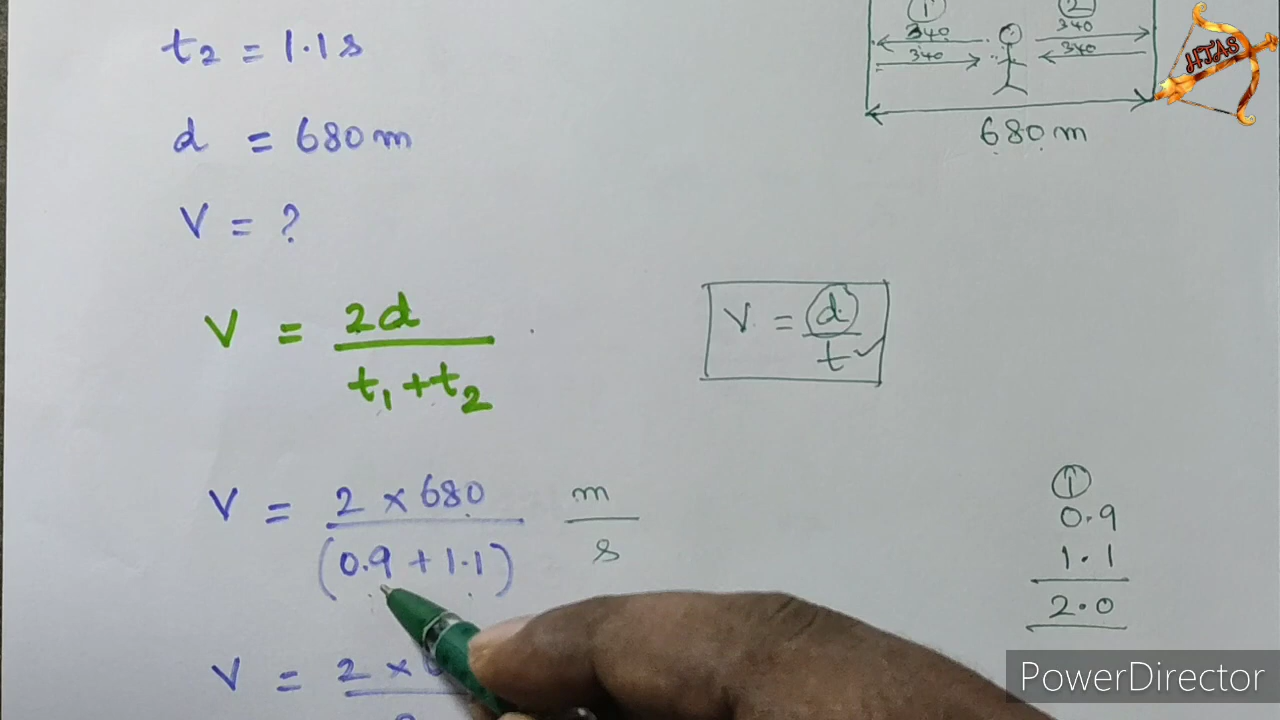 t2 = 1.1 s
d = 680 m
V = ?
V = 2d / t1 + t2
V = 2 × 680 / (0.9 + 1.1) m / s
V = 2 ×
1 2
340 340
340 340
680 m
V = d / t ✓
1
0.9
1.1
2.0
HTAS
PowerDirector